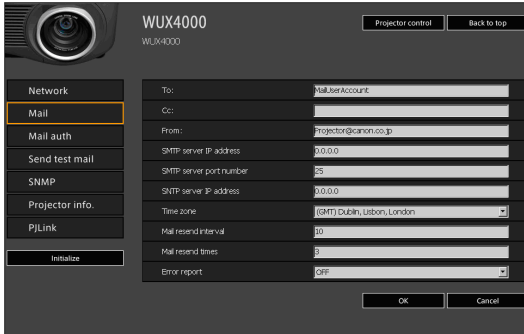 WUX4000
WUX4000
Projector control
Back to top
Network
Mail
Mail auth
Send test mail
SNMP
Projector info.
PJLink
Initialize
To: MailUserAccount
Cc:
From: Projector@canon.co.jp
SMTP server IP address 0.0.0.0
SMTP server port number 25
SNTP server IP address 0.0.0.0
Time zone (GMT) Dublin, Lisbon, London
Mail resend interval 10
Mail resend times 3
Error report OFF
OK
Cancel